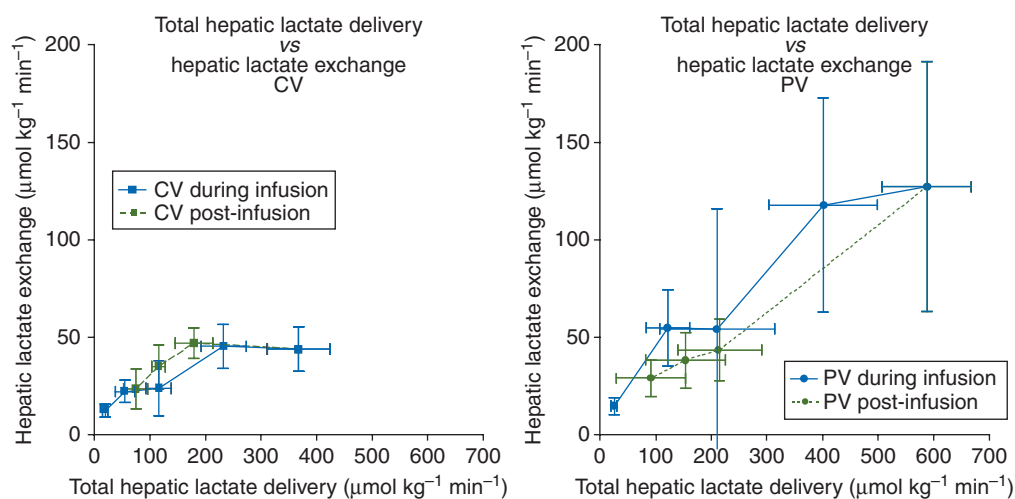 Total hepatic lactate delivery
vs
hepatic lactate exchange
CV
200
150
100
50
0
Hepatic lactate exchange (μmol kg⁻¹ min⁻¹)
CV during infusion
CV post-infusion
0 100 200 300 400 500 600 700
Total hepatic lactate delivery (μmol kg⁻¹ min⁻¹)
Total hepatic lactate delivery
vs
hepatic lactate exchange
PV
200
150
100
50
0
Hepatic lactate exchange (μmol kg⁻¹ min⁻¹)
PV during infusion
PV post-infusion
0 100 200 300 400 500 600 700
Total hepatic lactate delivery (μmol kg⁻¹ min⁻¹)